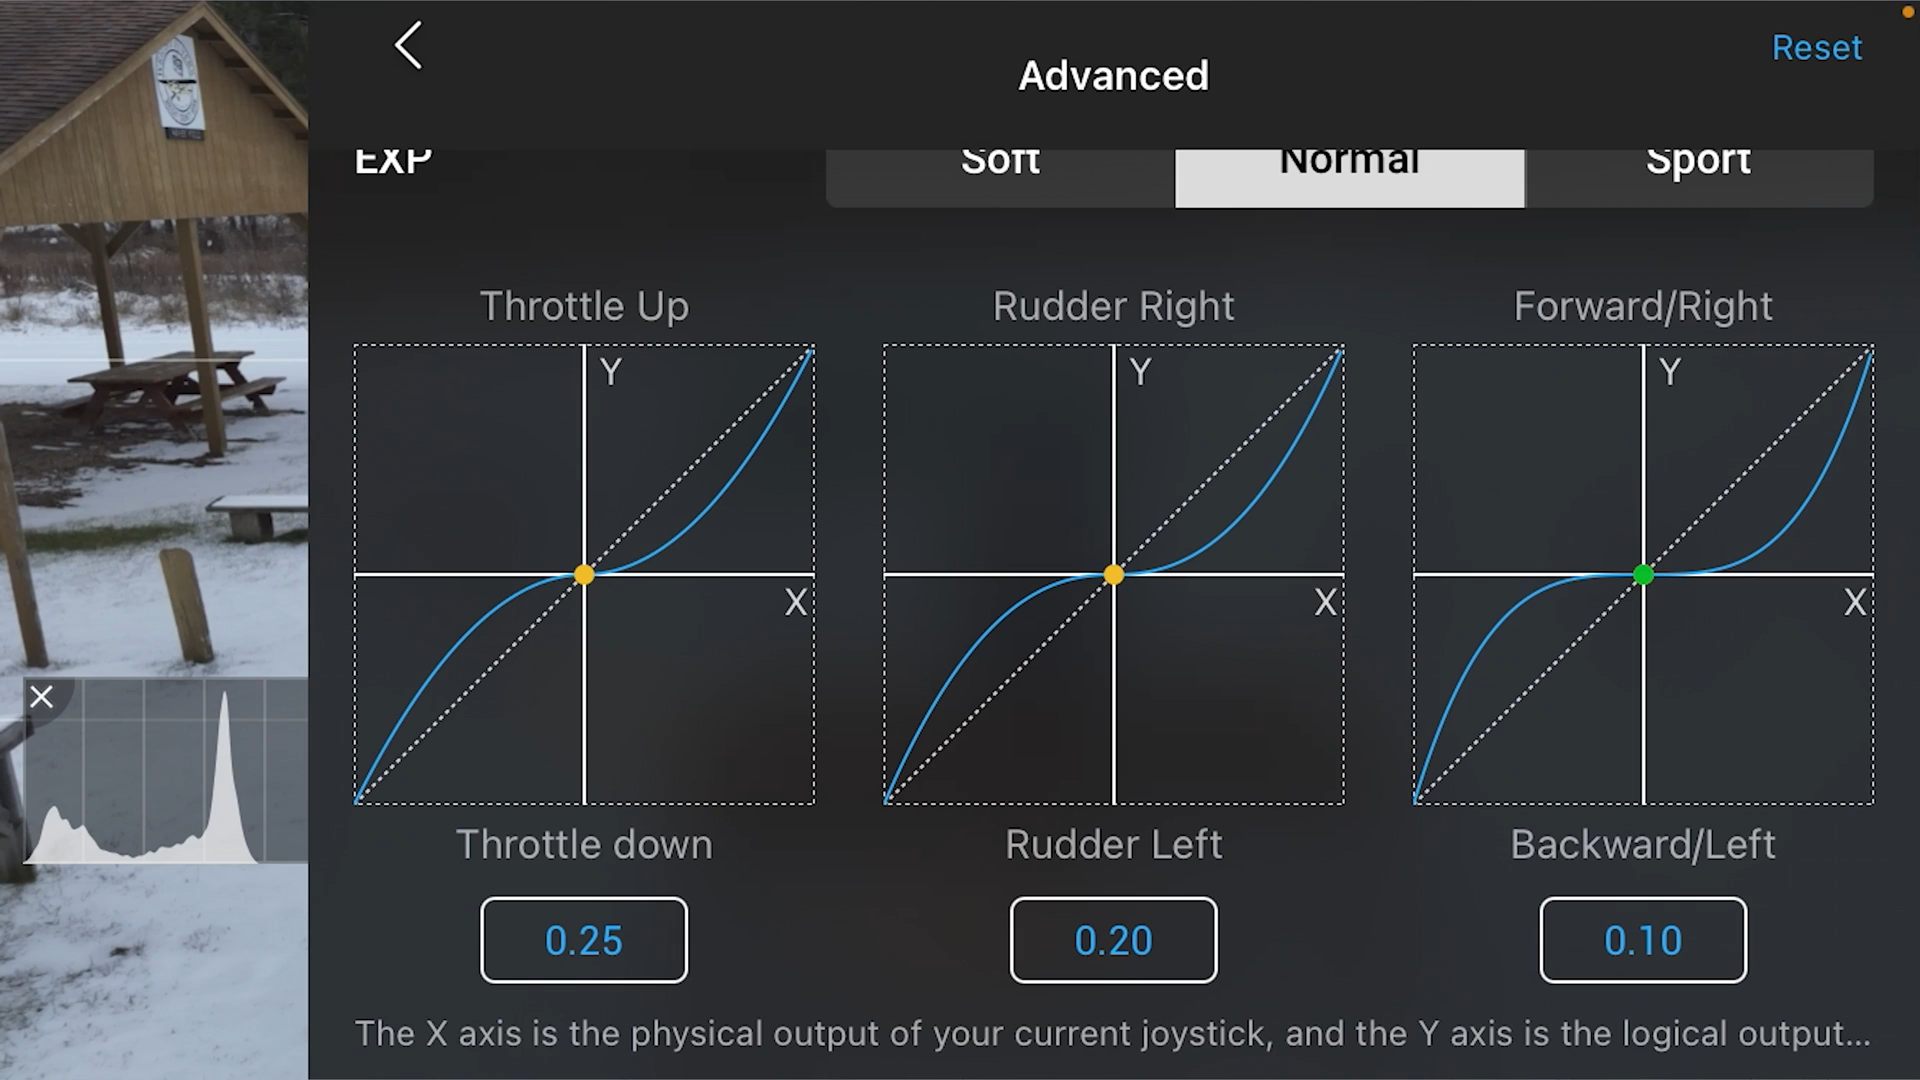 Reset
Advanced
EXP
Soft
Normal
Sport
Throttle Up
Rudder Right
Forward/Right
Y
Y
Y
X
X
X
Throttle down
Rudder Left
Backward/Left
0.25
0.20
0.10
The X axis is the physical output of your current joystick, and the Y axis is the logical output...